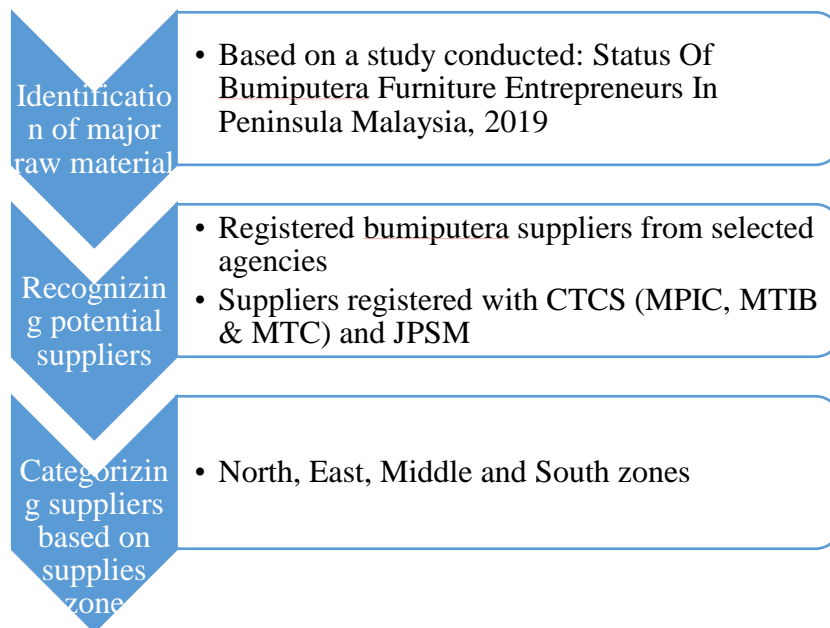 Identificatio
n of major
raw material
• Based on a study conducted: Status Of
Bumiputera Furniture Entrepreneurs In
Peninsula Malaysia, 2019
Recognizin
g potential
suppliers
• Registered bumiputera suppliers from selected
agencies
• Suppliers registered with CTCS (MPIC, MTIB
& MTC) and JPSM
Categorizin
g suppliers
based on
supplies
zone
• North, East, Middle and South zones